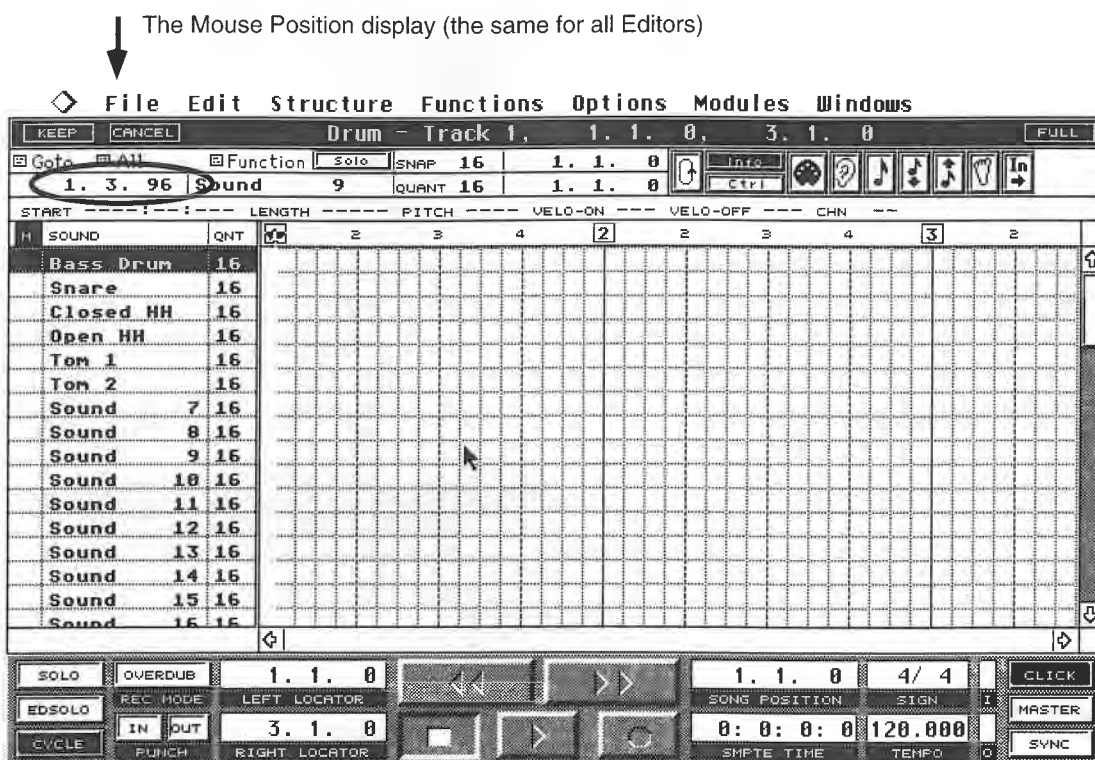 The Mouse Position display (the same for all Editors)
File Edit Structure Functions Options Modules Windows
KEEP CANCEL Drum - Track 1, 1. 1. 0, 3. 1. 0 FULL
Goto All Function Solo SNAP 16 1. 1. 0 Info
1. 3. 96 Sound 9 QUANT 16 1. 1. 0 Ctrl In
START ----:--:---- LENGTH ----- PITCH ---- VELO-ON --- VELO-OFF --- CHN --
M SOUND QNT 2 3 4 2 2 3 4 3 2
Bass Drum 16
Snare 16
Closed HH 16
Open HH 16
Tom 1 16
Tom 2 16
Sound 7 16
Sound 8 16
Sound 9 16
Sound 10 16
Sound 11 16
Sound 12 16
Sound 13 16
Sound 14 16
Sound 15 16
Sound 16 16
SOLO OVERDUB 1. 1. 0 1. 1. 0 4/ 4 CLICK
EDSOLO REC MODE LEFT LOCATOR SONG POSITION SIGN I MASTER
IN OUT 3. 1. 0 0: 0: 0: 0 120.000
CYCLE PUNCH RIGHT LOCATOR SMPTE TIME TEMPO O SYNC